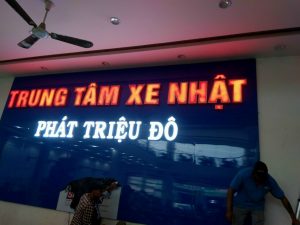 TRUNG TÂM XE NHẬT
PHÁT TRIỆU ĐÔ